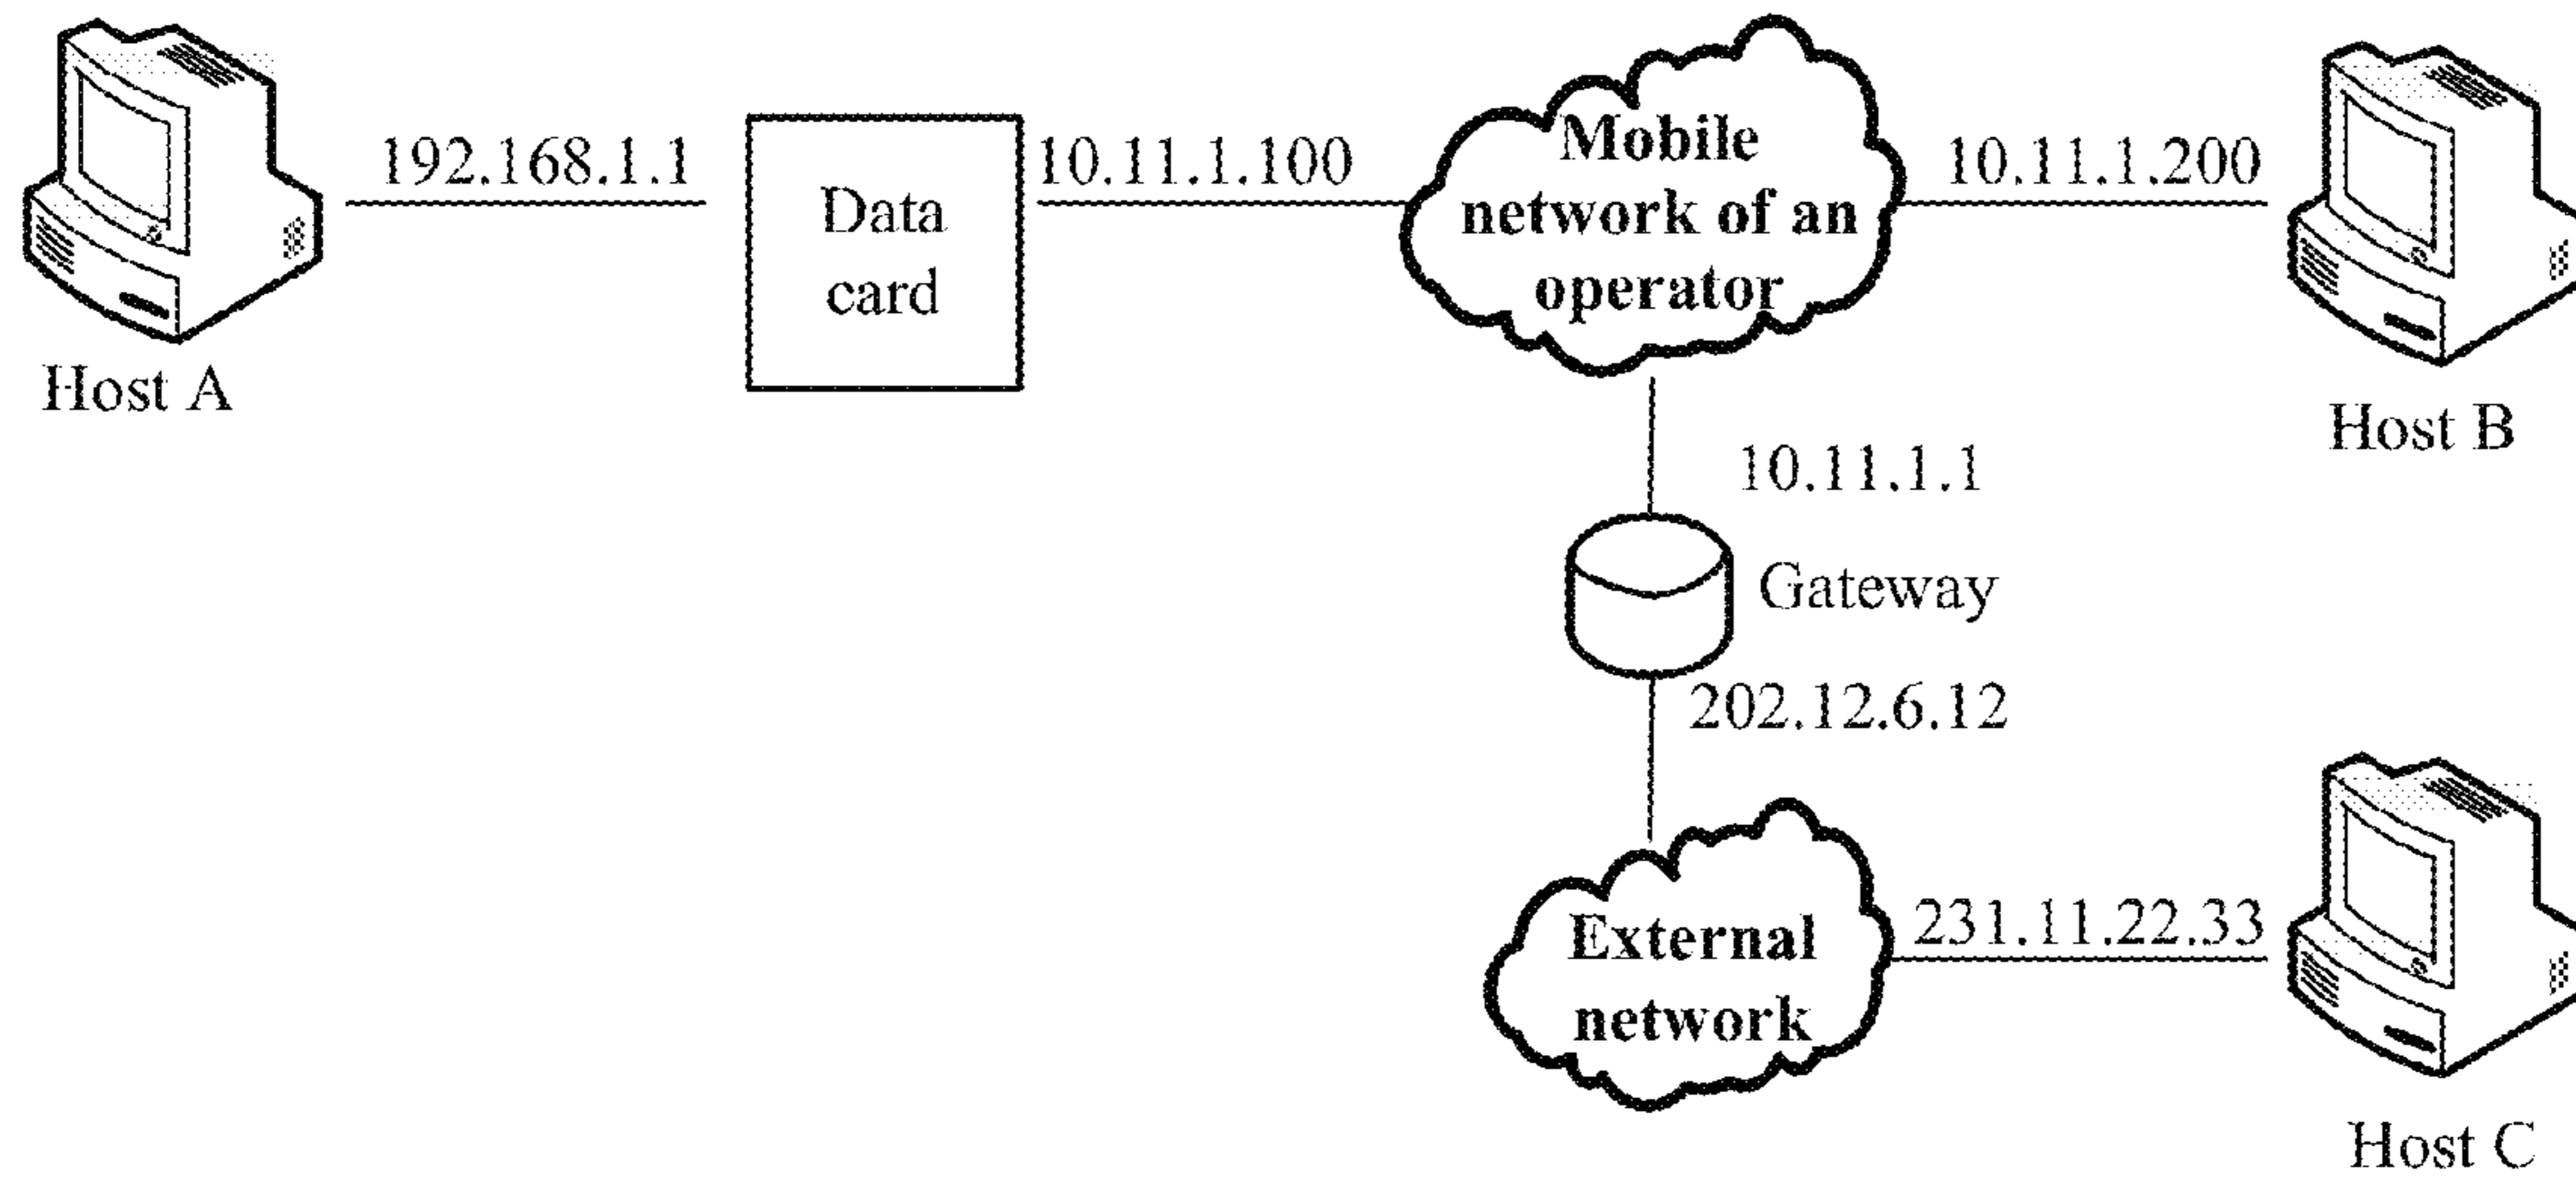 192.168.1.1
Host A
Data
card
10.11.1.100
Mobile
network of an
operator
10.11.1.200
Host B
10.11.1.1
Gateway
202.12.6.12
External
network
231.11.22.33
Host C